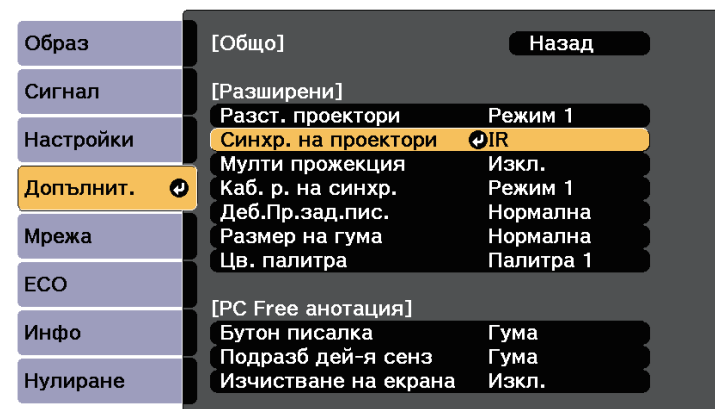 Образ
Сигнал
Настройки
Допълнит.
Мрежа
ECO
Инфо
Нулиране
[Общо] Назад
[Разширени]
Разст. проектори Режим 1
Синхр. на проектори IR
Мулти прожекция Изкл.
Каб. р. на синхр. Режим 1
Деб.Пр.зад.пис. Нормална
Размер на гума Нормална
Цв. палитра Палитра 1
[PC Free анотация]
Бутон писалка Гума
Подразб дей-я сенз Гума
Изчистване на екрана Изкл.